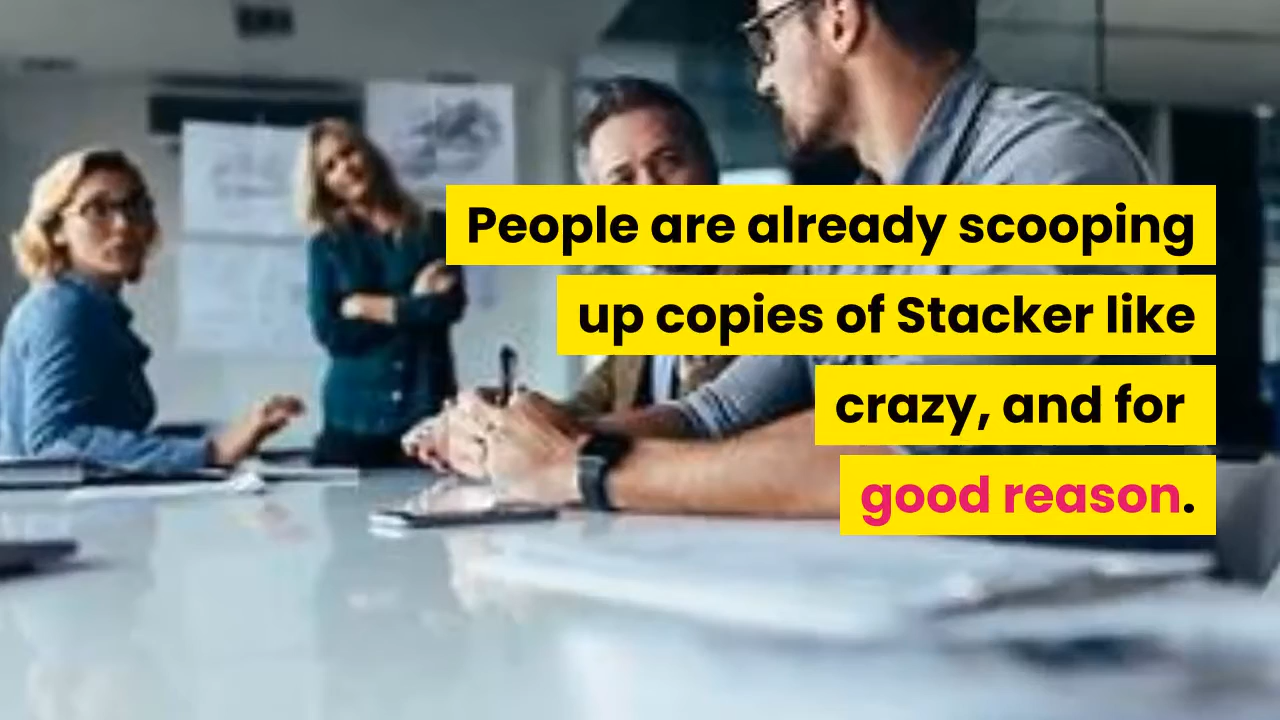 People are already scooping
up copies of Stacker like
crazy, and for
good reason.